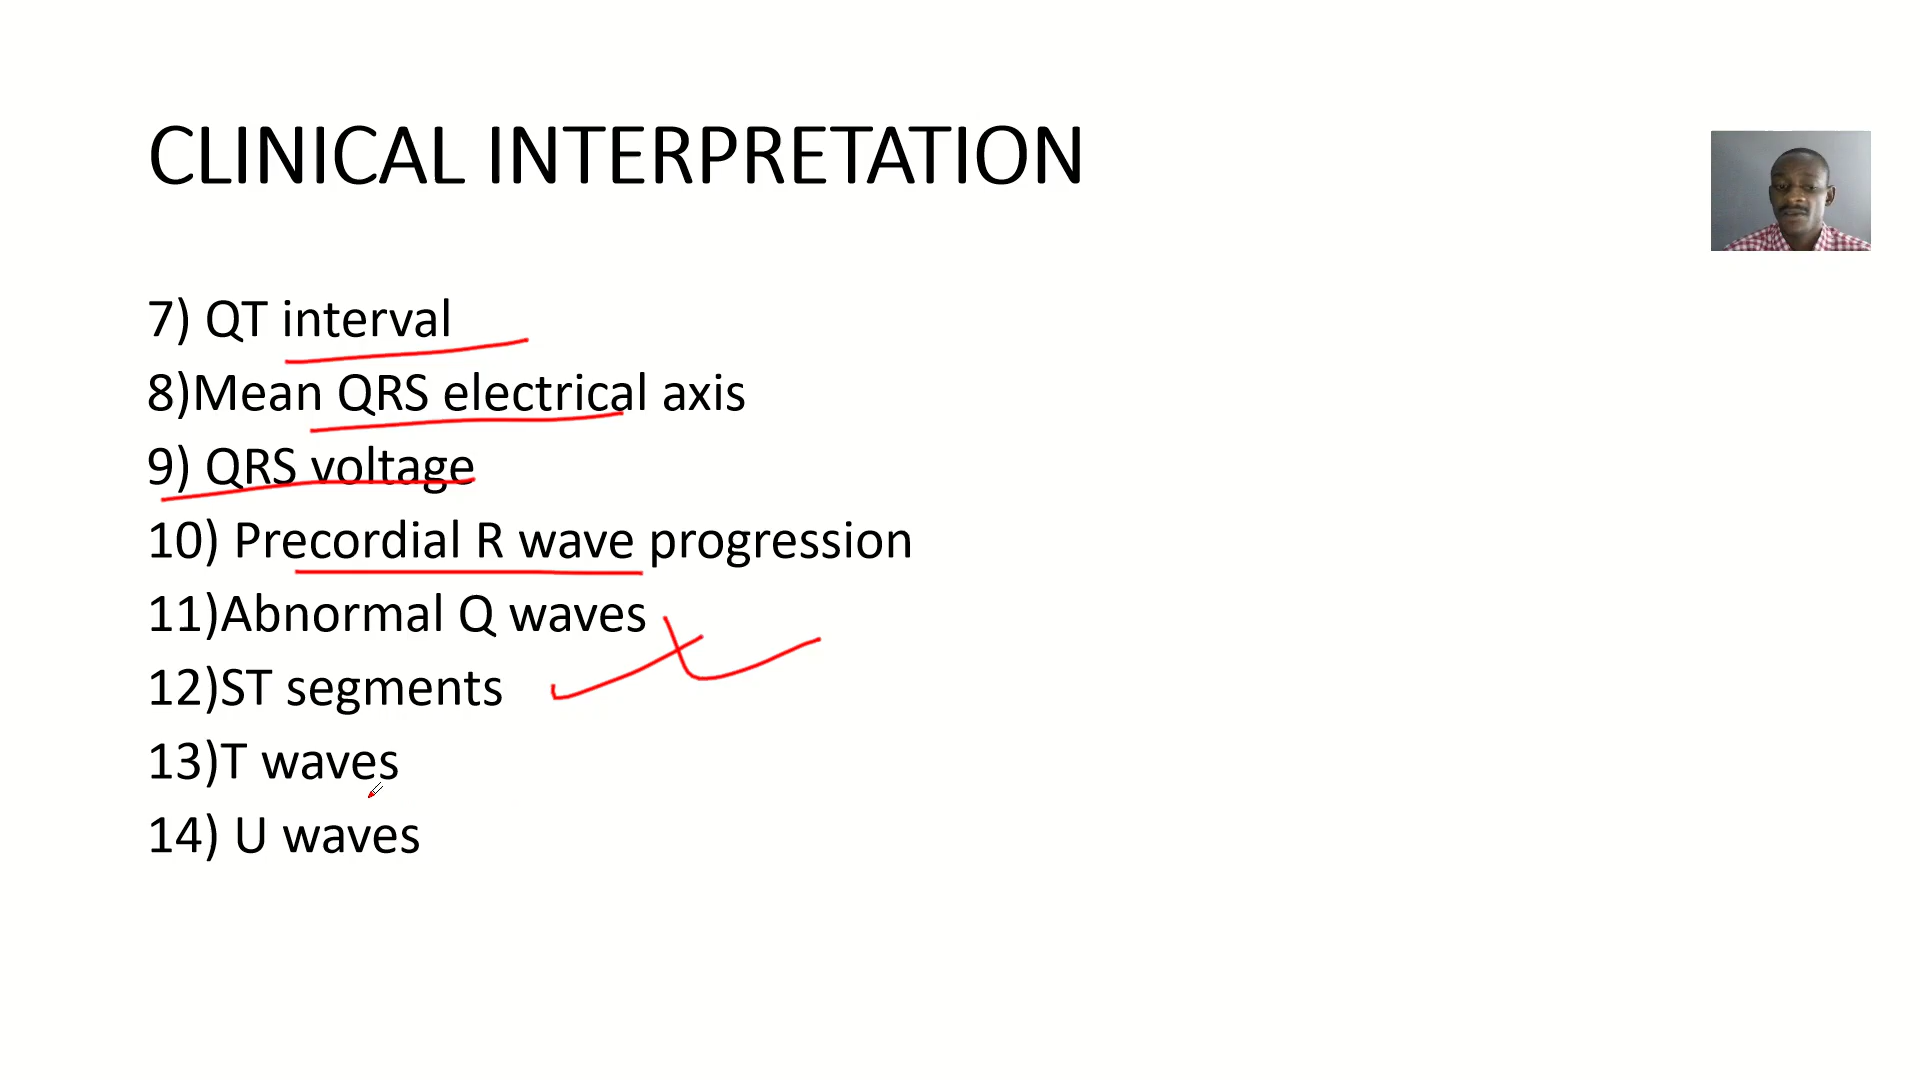 CLINICAL INTERPRETATION
7) QT interval
8)Mean QRS electrical axis
9) QRS voltage
10) Precordial R wave progression
11)Abnormal Q waves
12)ST segments
13)T waves
14) U waves